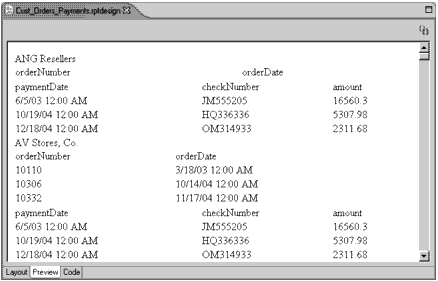 Cust_Orders_Payments.rptdesign
ANG Resellers
orderNumber orderDate
paymentDate checkNumber amount
6/5/03 12:00 AM JM555205 16560.3
10/19/04 12:00 AM HQ336336 5307.98
12/18/04 12:00 AM OM314933 2311.68
AV Stores, Co.
orderNumber orderDate
10110 3/18/03 12:00 AM
10306 10/14/04 12:00 AM
10332 11/17/04 12:00 AM
paymentDate checkNumber amount
6/5/03 12:00 AM JM555205 16560.3
10/19/04 12:00 AM HQ336336 5307.98
12/18/04 12:00 AM OM314933 2311.68
Layout Preview Code